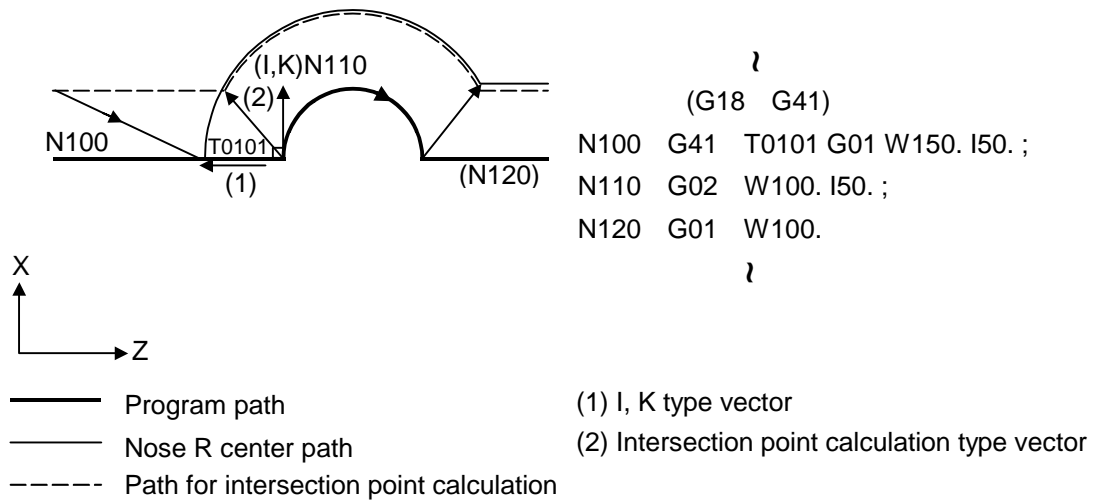 (I,K)N110
(2)
N100
T0101
(1)
(N120)
(G18 G41)
N100 G41 T0101 G01 W150. I50. ;
N110 G02 W100. I50. ;
N120 G01 W100.
X
Z
Program path
Nose R center path
Path for intersection point calculation
(1) I, K type vector
(2) Intersection point calculation type vector